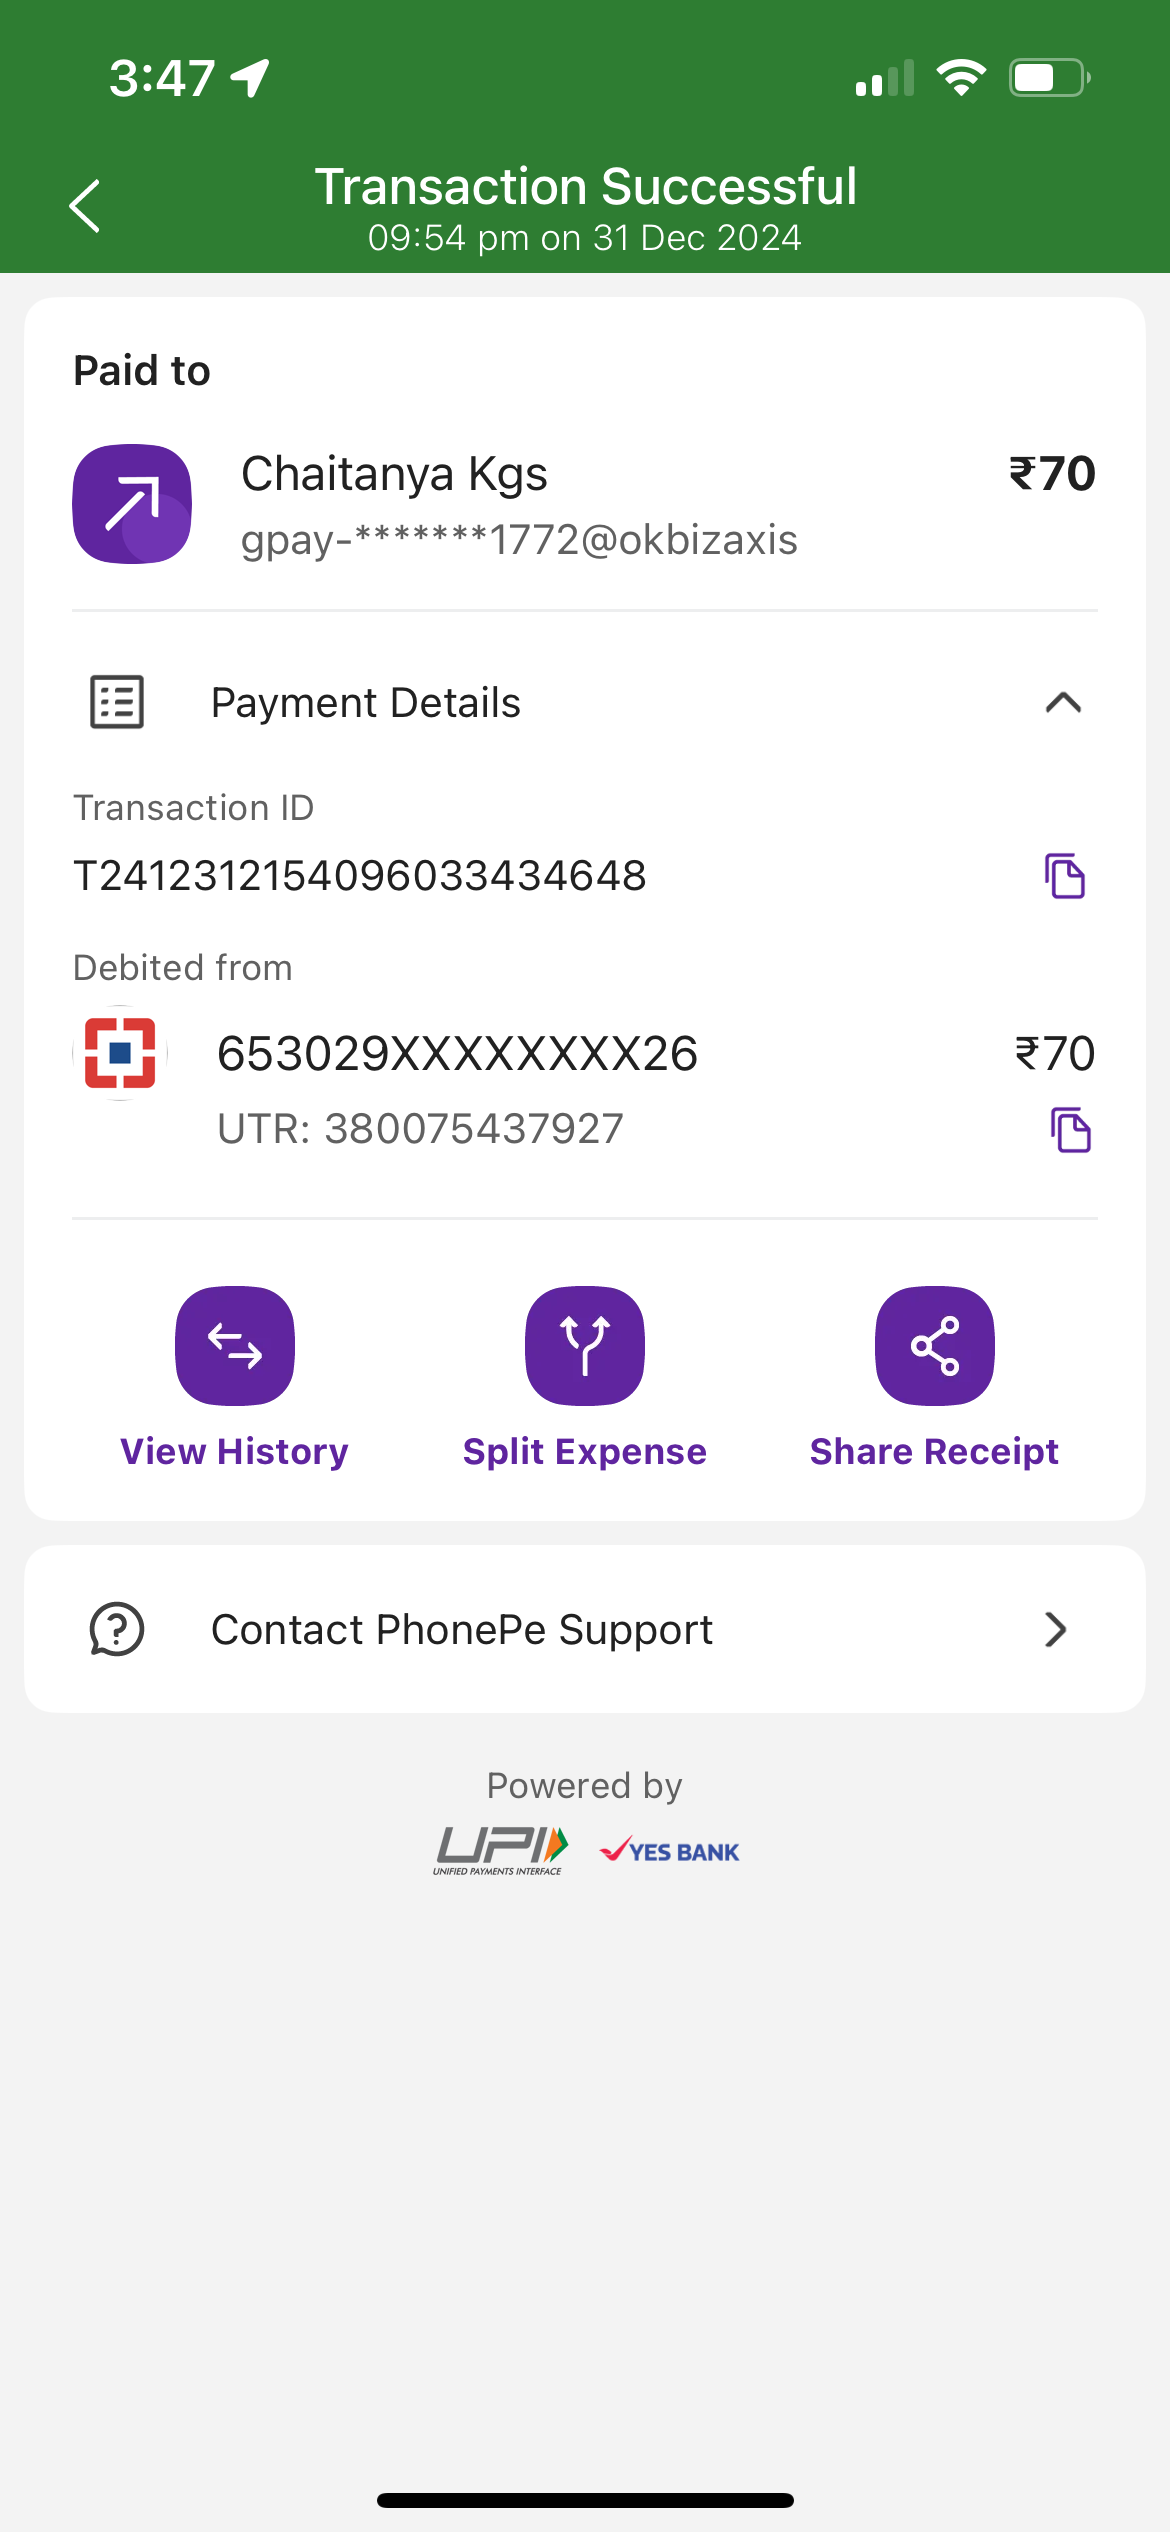 3:47
Transaction Successful
09:54 pm on 31 Dec 2024
Paid to
Chaitanya Kgs ₹70
gpay-*******1772@okbizaxis
Payment Details
Transaction ID
T2412312154096033434648
Debited from
653029XXXXXXXX26 ₹70
UTR: 380075437927
View History Split Expense Share Receipt
Contact PhonePe Support
Powered by
UPI YES BANK
UNIFIED PAYMENTS INTERFACE